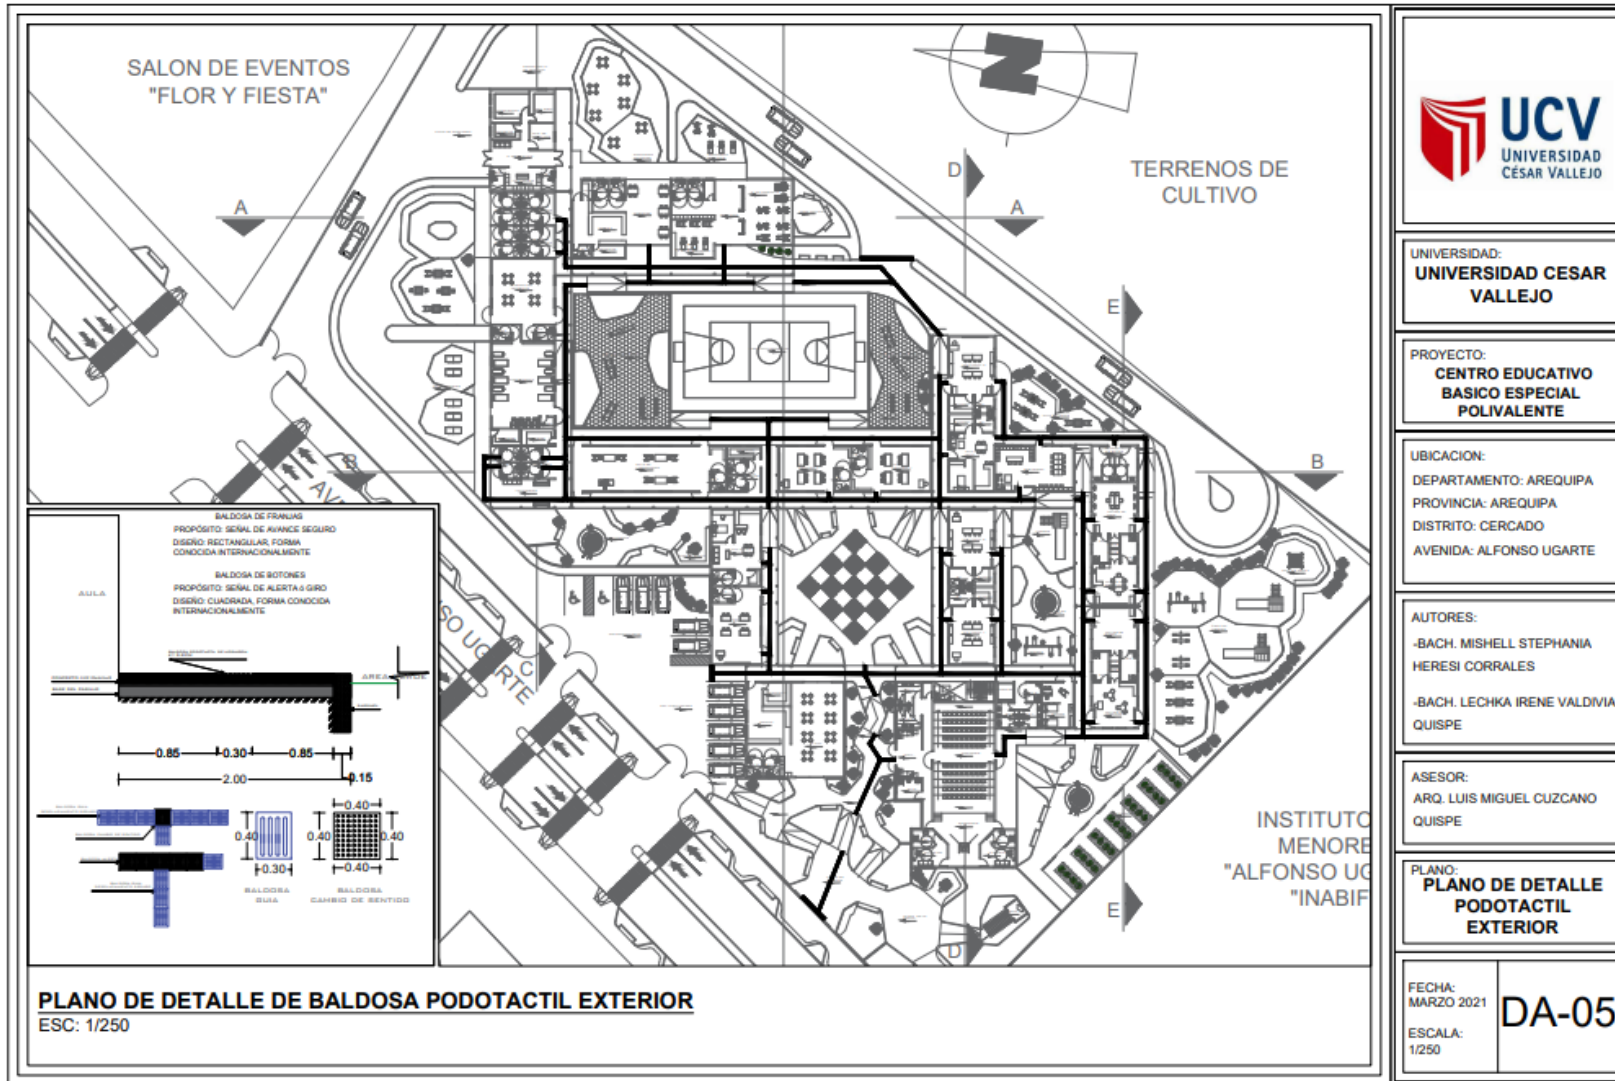 SALON DE EVENTOS
"FLOR Y FIESTA"
N
TERRENOS DE
CULTIVO
A
A
D
E
B
B
AV
SO UGARTE
C
E
D
INSTITUTO
MENORE
"ALFONSO UG
"INABIF
BALDOSA DE FRANJAS
PROPÓSITO: SEÑAL DE AVANCE SEGURO
DISEÑO: RECTANGULAR, FORMA
CONOCIDA INTERNACIONALMENTE
BALDOSA DE BOTONES
PROPÓSITO: SEÑAL DE ALERTA ó GIRO
DISEÑO: CUADRADA, FORMA CONOCIDA
INTERNACIONALMENTE
AULA
AREA
0.85
0.30
0.85
2.00
0.15
0.40
0.30
0.40
0.40
0.40
0.40
BALDOSA
GUIA
BALDOSA
CAMBIO DE SENTIDO
PLANO DE DETALLE DE BALDOSA PODOTACTIL EXTERIOR
ESC: 1/250
UCV
UNIVERSIDAD
CÉSAR VALLEJO
UNIVERSIDAD:
UNIVERSIDAD CESAR
VALLEJO
PROYECTO:
CENTRO EDUCATIVO
BASICO ESPECIAL
POLIVALENTE
UBICACION:
DEPARTAMENTO: AREQUIPA
PROVINCIA: AREQUIPA
DISTRITO: CERCADO
AVENIDA: ALFONSO UGARTE
AUTORES:
-BACH. MISHELL STEPHANIA
HERESI CORRALES
-BACH. LECHKA IRENE VALDIVIA
QUISPE
ASESOR:
ARQ. LUIS MIGUEL CUZCANO
QUISPE
PLANO:
PLANO DE DETALLE
PODOTACTIL
EXTERIOR
FECHA:
MARZO 2021
ESCALA:
1/250
DA-05